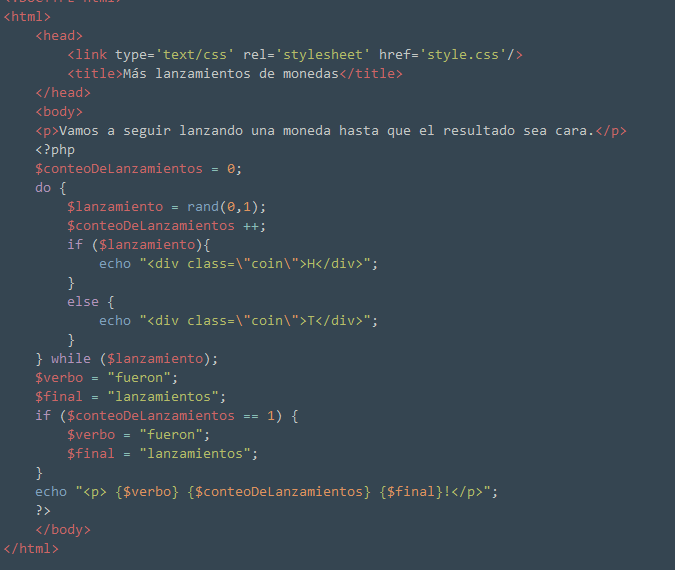 <!DOCTYPE html>
<html>
<head>
<link type='text/css' rel='stylesheet' href='style.css'/>
<title>Más lanzamientos de monedas</title>
</head>
<body>
<p>Vamos a seguir lanzando una moneda hasta que el resultado sea cara.</p>
<?php
$conteoDeLanzamientos = 0;
do {
$lanzamiento = rand(0,1);
$conteoDeLanzamientos ++;
if ($lanzamiento){
echo "<div class=\"coin\">H</div>";
}
else {
echo "<div class=\"coin\">T</div>";
}
} while ($lanzamiento);
$verbo = "fueron";
$final = "lanzamientos";
if ($conteoDeLanzamientos == 1) {
$verbo = "fueron";
$final = "lanzamientos";
}
echo "<p> {$verbo} {$conteoDeLanzamientos} {$final}!</p>";
?>
</body>
</html>